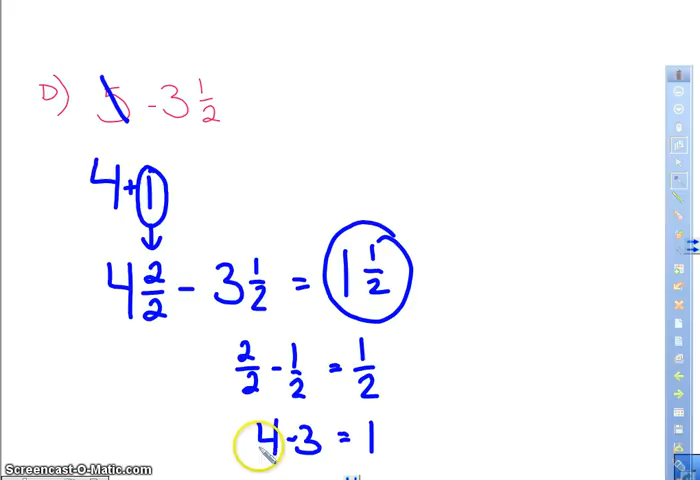 D) 5 - 3 1/2
4 + 1
4 2/2 - 3 1/2 = 1 1/2
2/2 - 1/2 = 1/2
4 - 3 = 1
Screencast-O-Matic.com